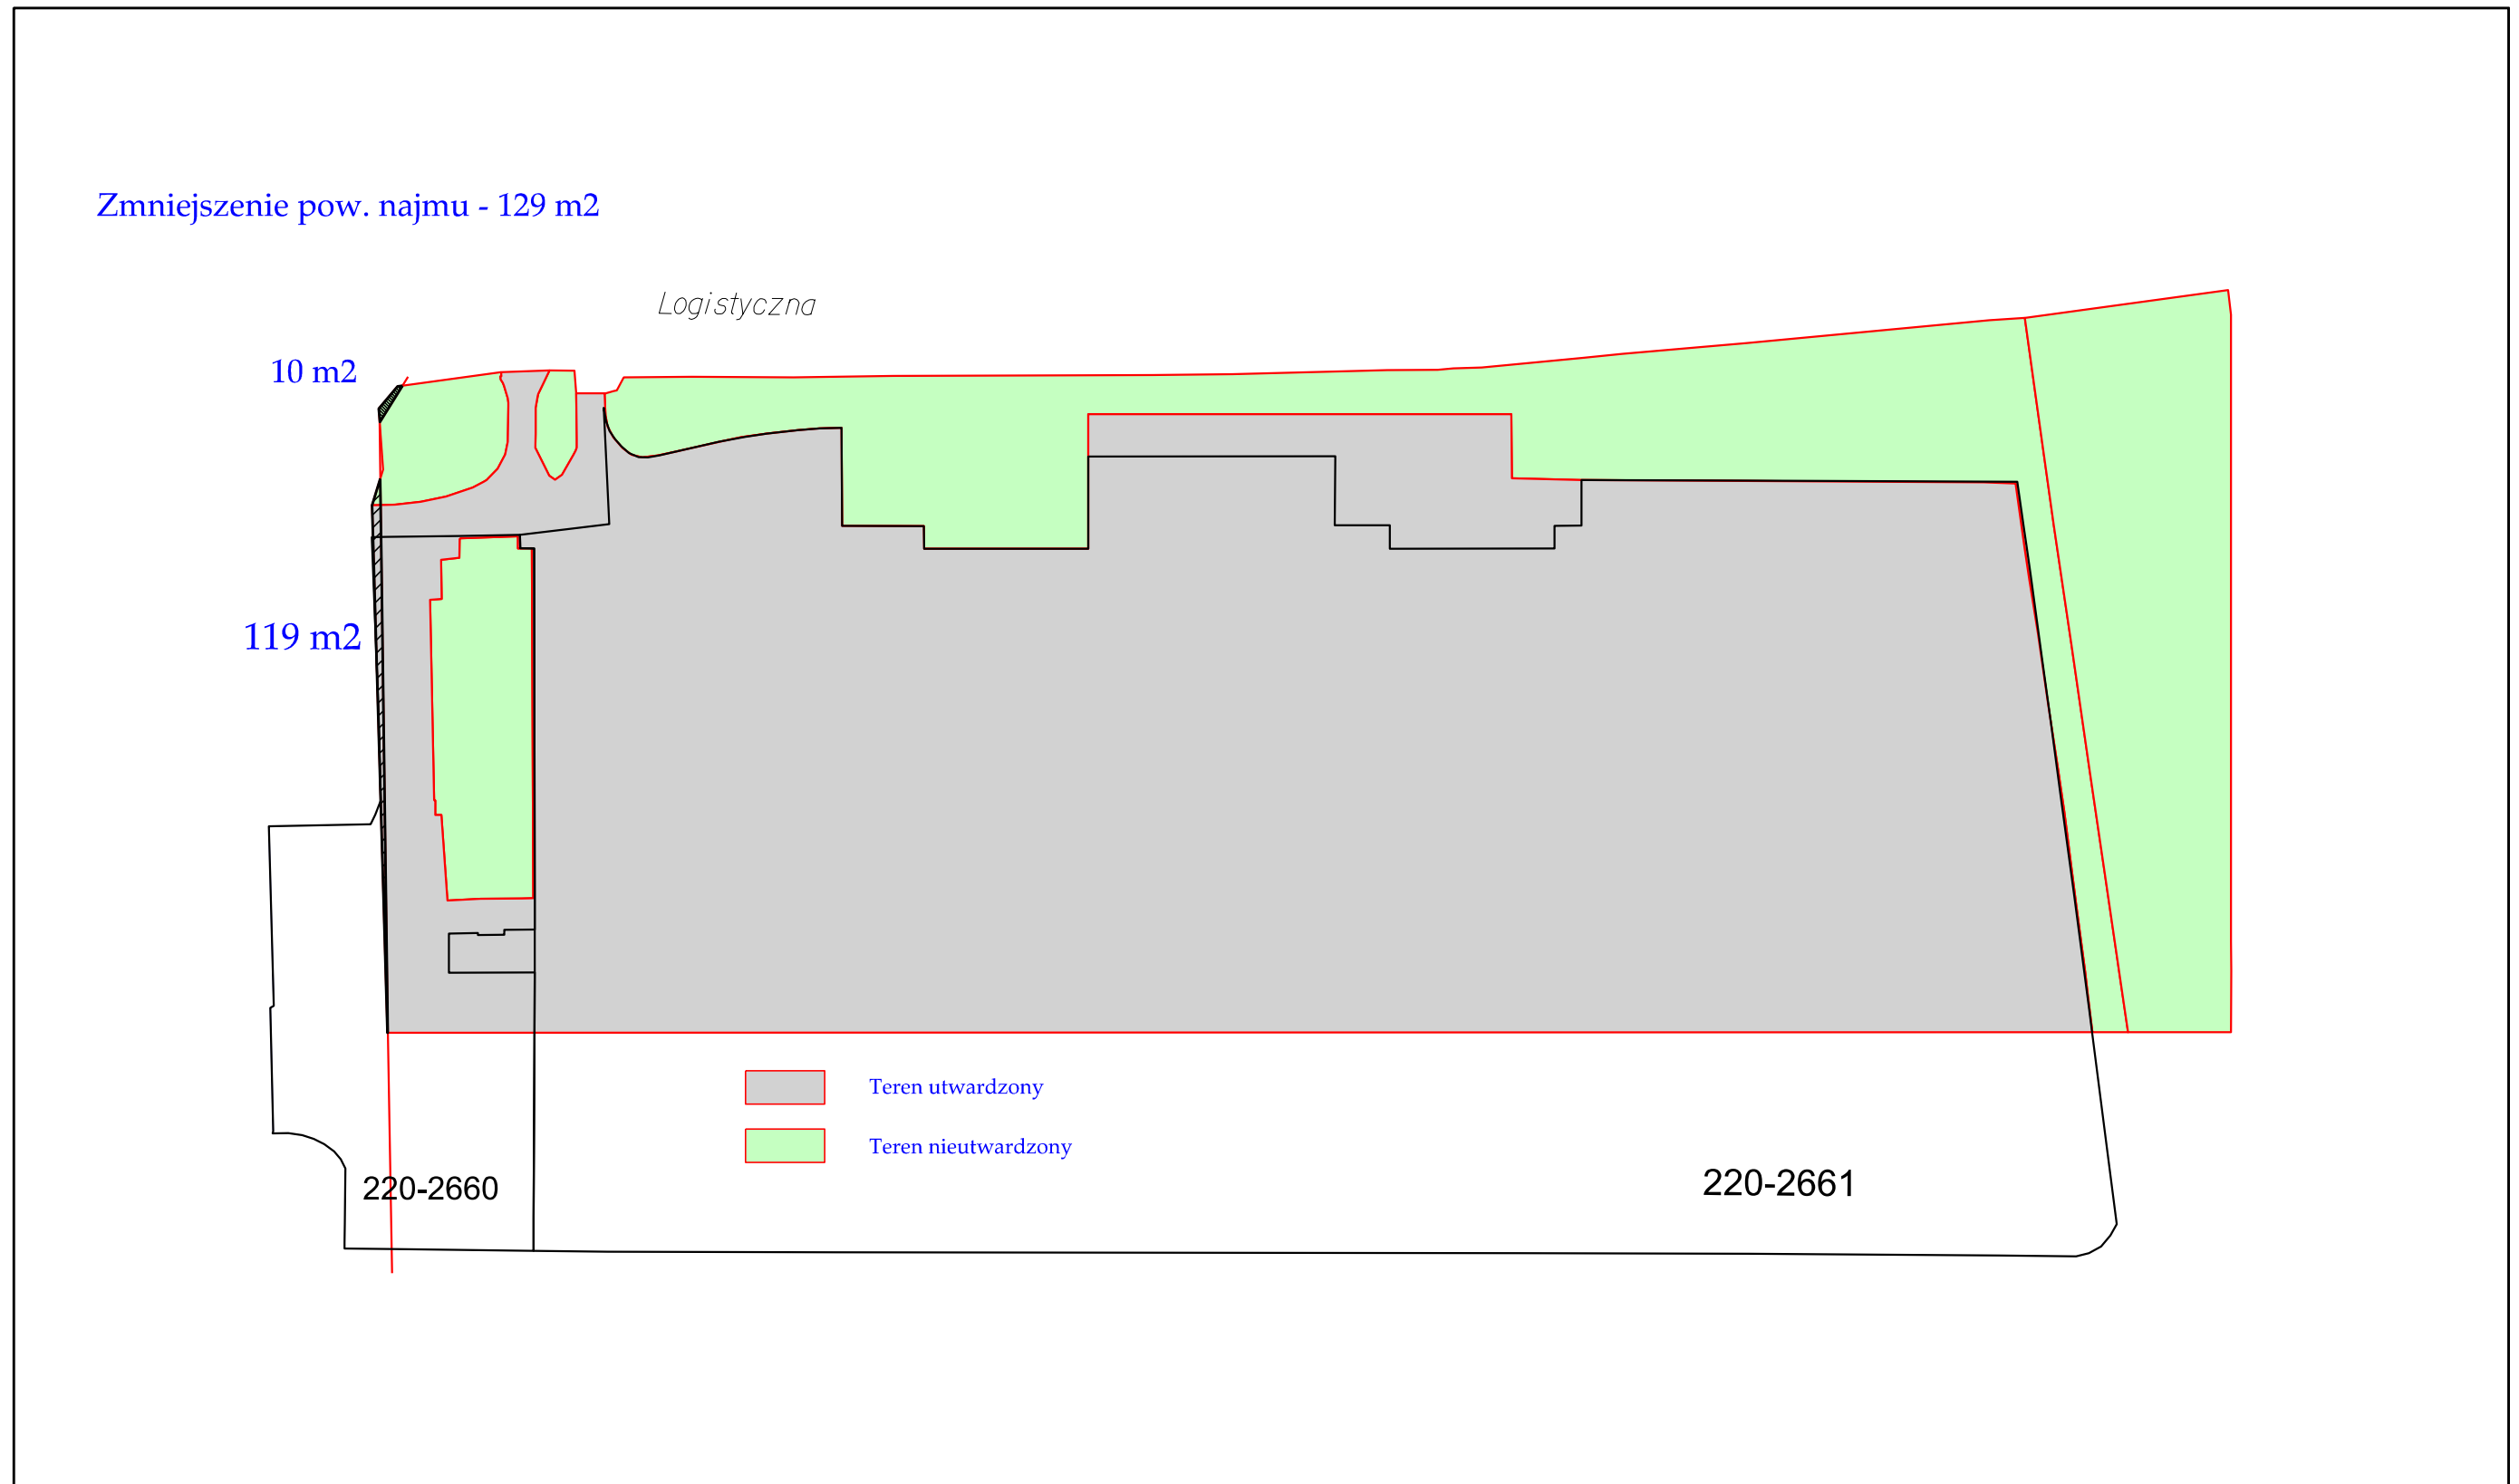 Zmniejszenie pow. najmu - 129 m2
Logistyczna
10 m2
119 m2
Teren utwardzony
Teren nieutwardzony
220-2660
220-2661